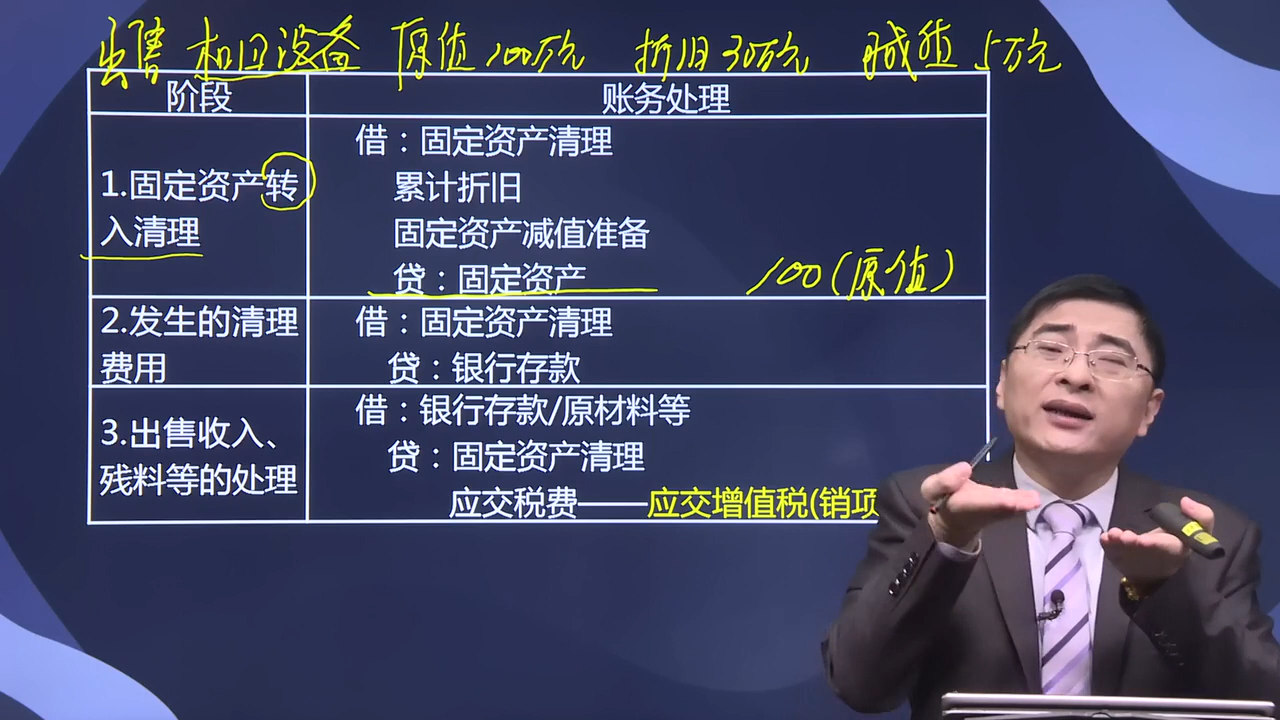 出售 相旧设备 原值100万元 折旧30万元 减值5万元
阶段 账务处理
1.固定资产转入清理
借：固定资产清理
累计折旧
固定资产减值准备
贷：固定资产 100(原值)
2.发生的清理费用
借：固定资产清理
贷：银行存款
3.出售收入、残料等的处理
借：银行存款/原材料等
贷：固定资产清理
应交税费——应交增值税(销项